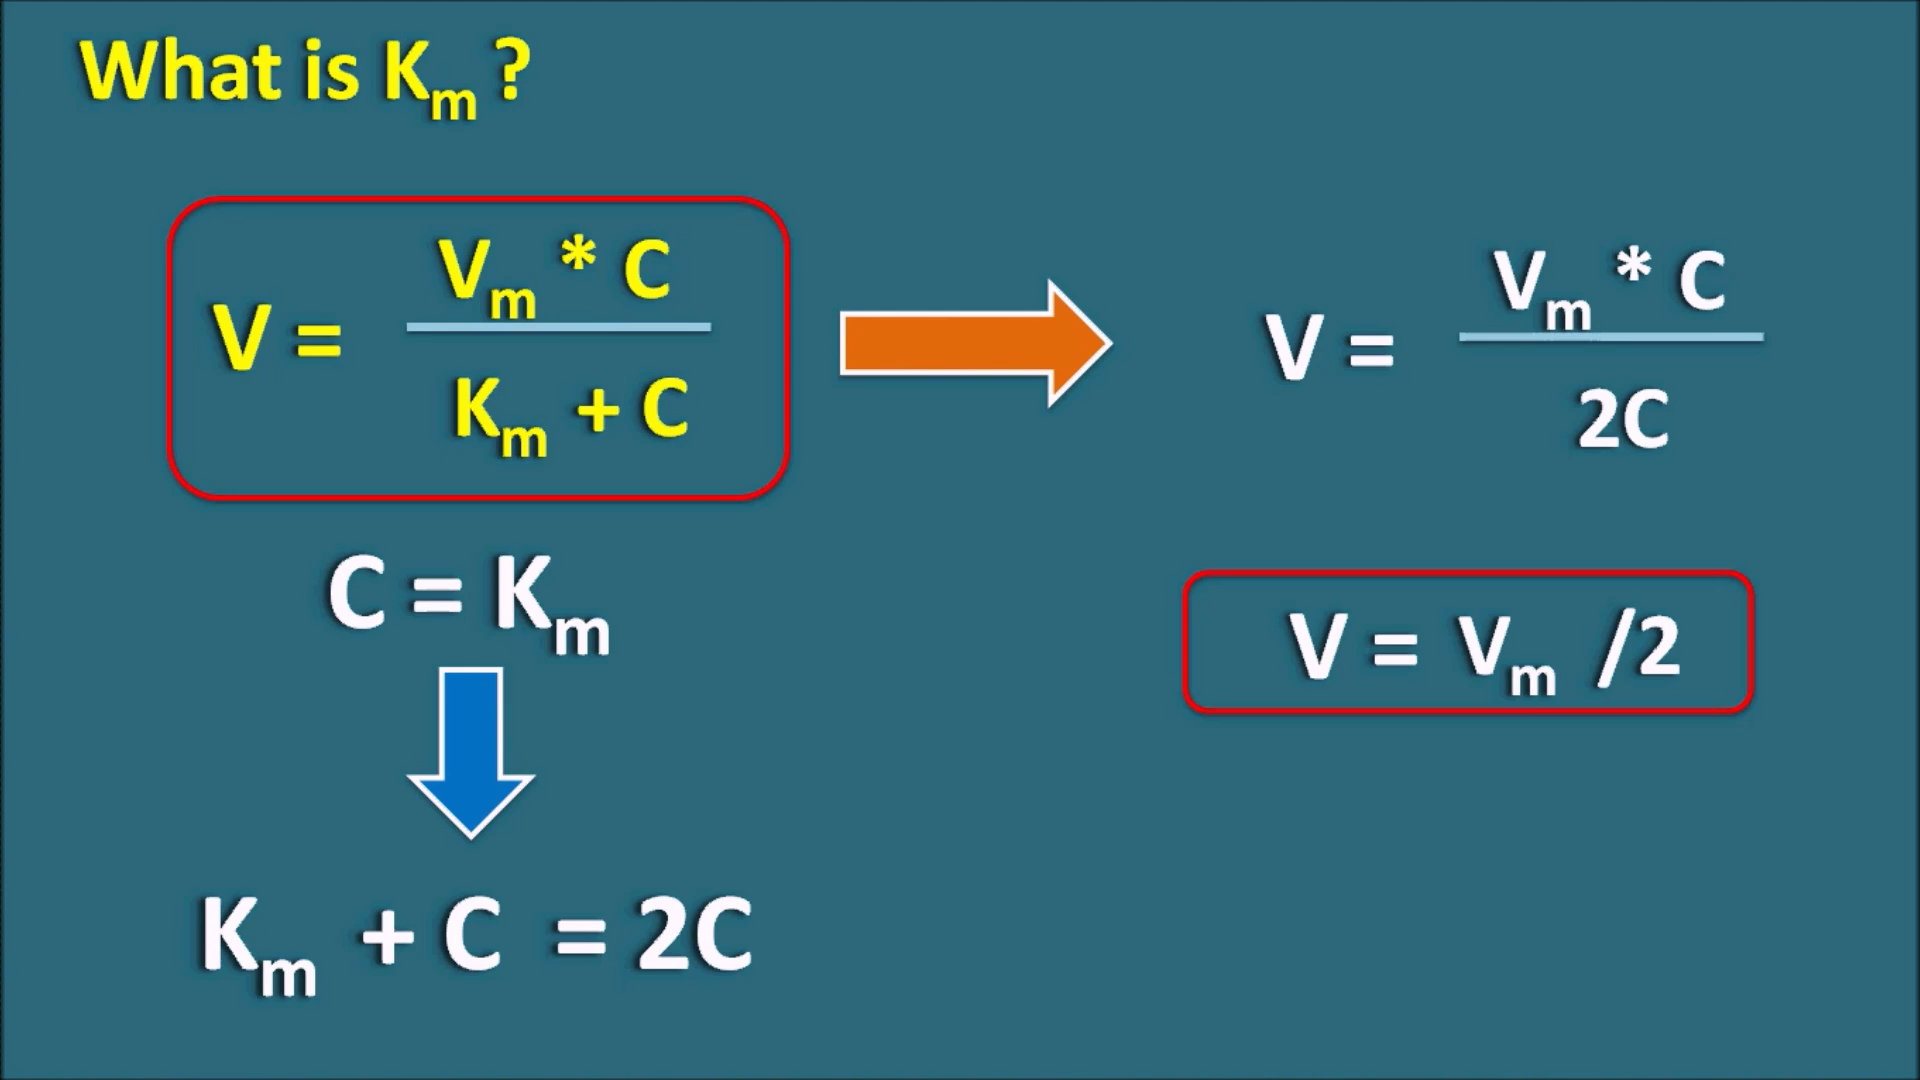 What is Km ?
V = Vm * C
Km + C
C = Km
Km + C = 2C
V = Vm * C
2C
V = Vm /2